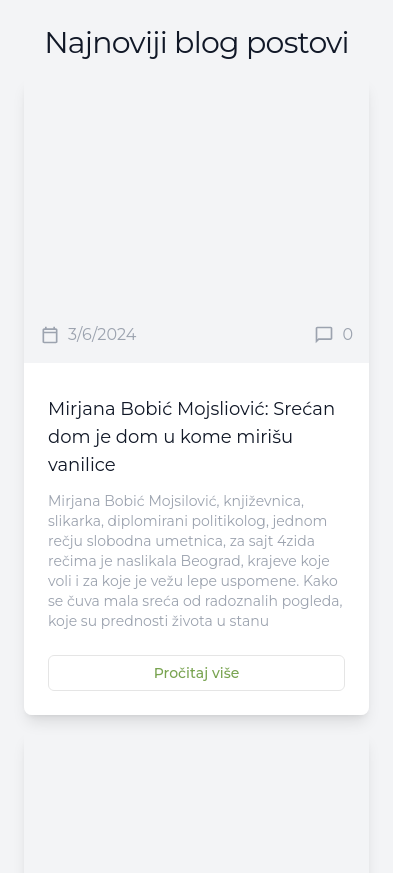 Najnoviji blog postovi
3/6/2024
0
Mirjana Bobić Mojsliović: Srećan
dom je dom u kome mirišu
vanilice
Mirjana Bobić Mojsilović, književnica,
slikarka, diplomirani politikolog, jednom
rečju slobodna umetnica, za sajt 4zida
rečima je naslikala Beograd, krajeve koje
voli i za koje je vežu lepe uspomene. Kako
se čuva mala sreća od radoznalih pogleda,
koje su prednosti života u stanu
Pročitaj više